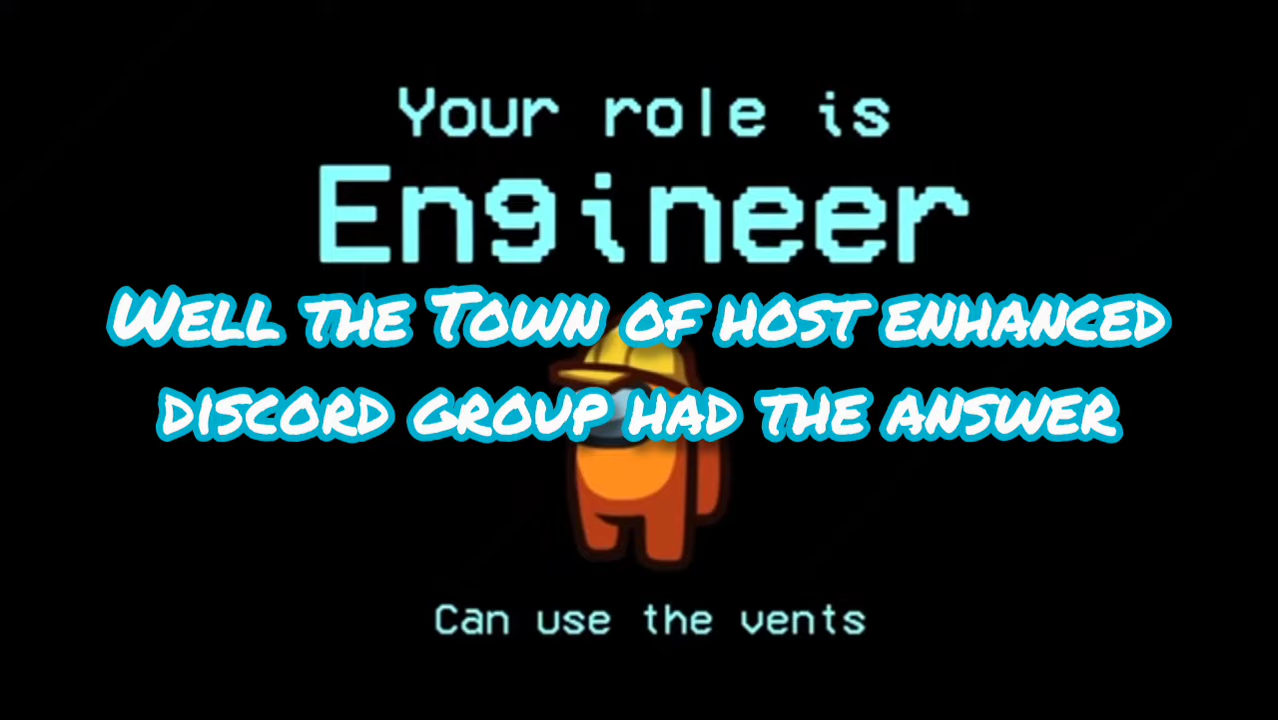 Your role is
Engineer
Well the Town of host enhanced
discord group had the answer
Can use the vents